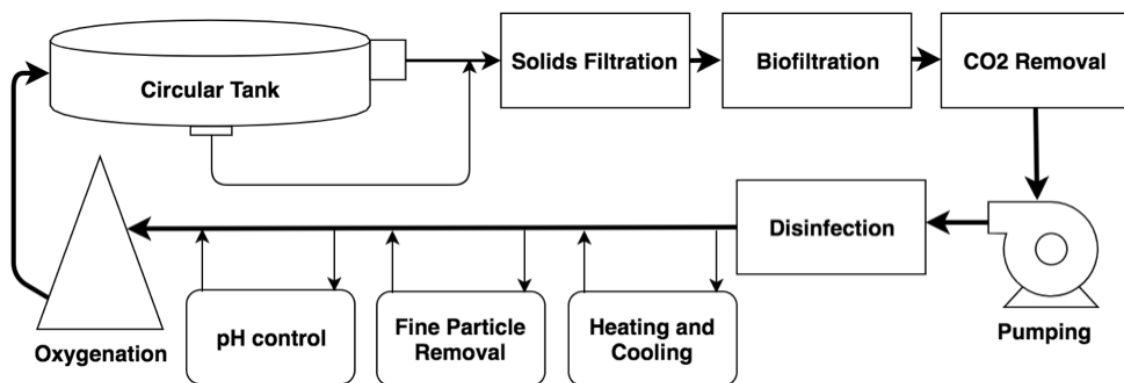 Circular Tank
Solids Filtration
Biofiltration
CO2 Removal
Disinfection
Pumping
Oxygenation
pH control
Fine Particle
Removal
Heating and
Cooling